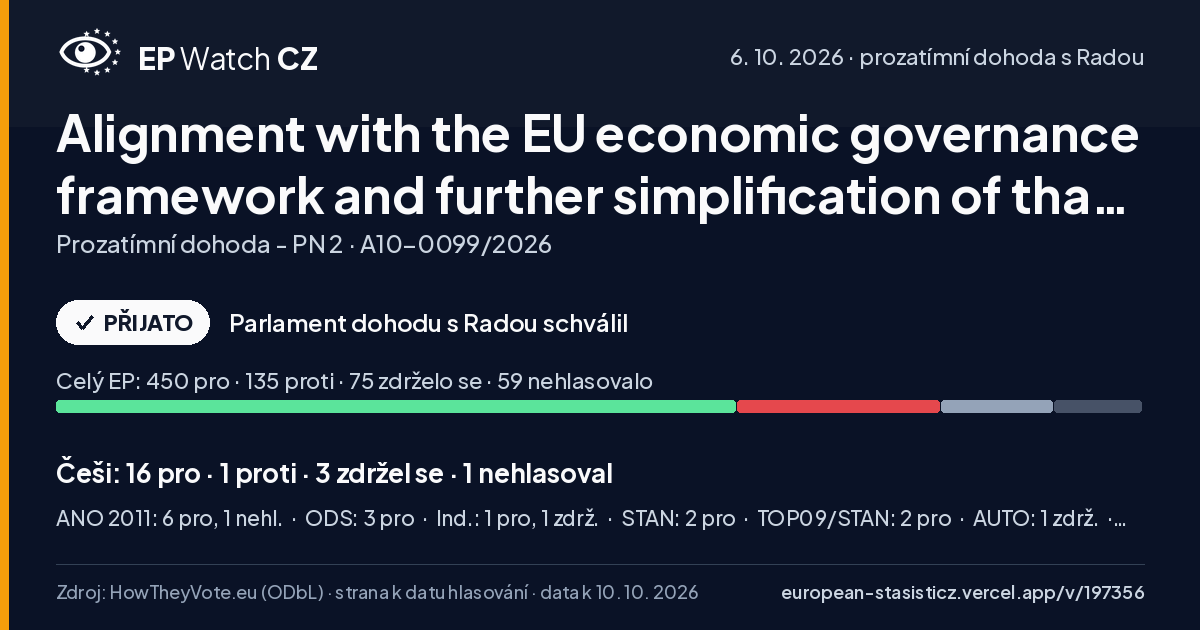 EP Watch CZ
6. 10. 2026 · prozatímní dohoda s Radou
Alignment with the EU economic governance
framework and further simplification of tha…
Prozatímní dohoda – PN 2 · A10–0099/2026
✓ PŘIJATO Parlament dohodu s Radou schválil
Celý EP: 450 pro · 135 proti · 75 zdrželo se · 59 nehlasovalo
Češi: 16 pro · 1 proti · 3 zdržel se · 1 nehlasoval
ANO 2011: 6 pro, 1 nehl. · ODS: 3 pro · Ind.: 1 pro, 1 zdrž. · STAN: 2 pro · TOP09/STAN: 2 pro · AUTO: 1 zdrž. ·…
Zdroj: HowTheyVote.eu (ODbL) · strana k datu hlasování · data k 10. 10. 2026
european-stasisticz.vercel.app/v/197356